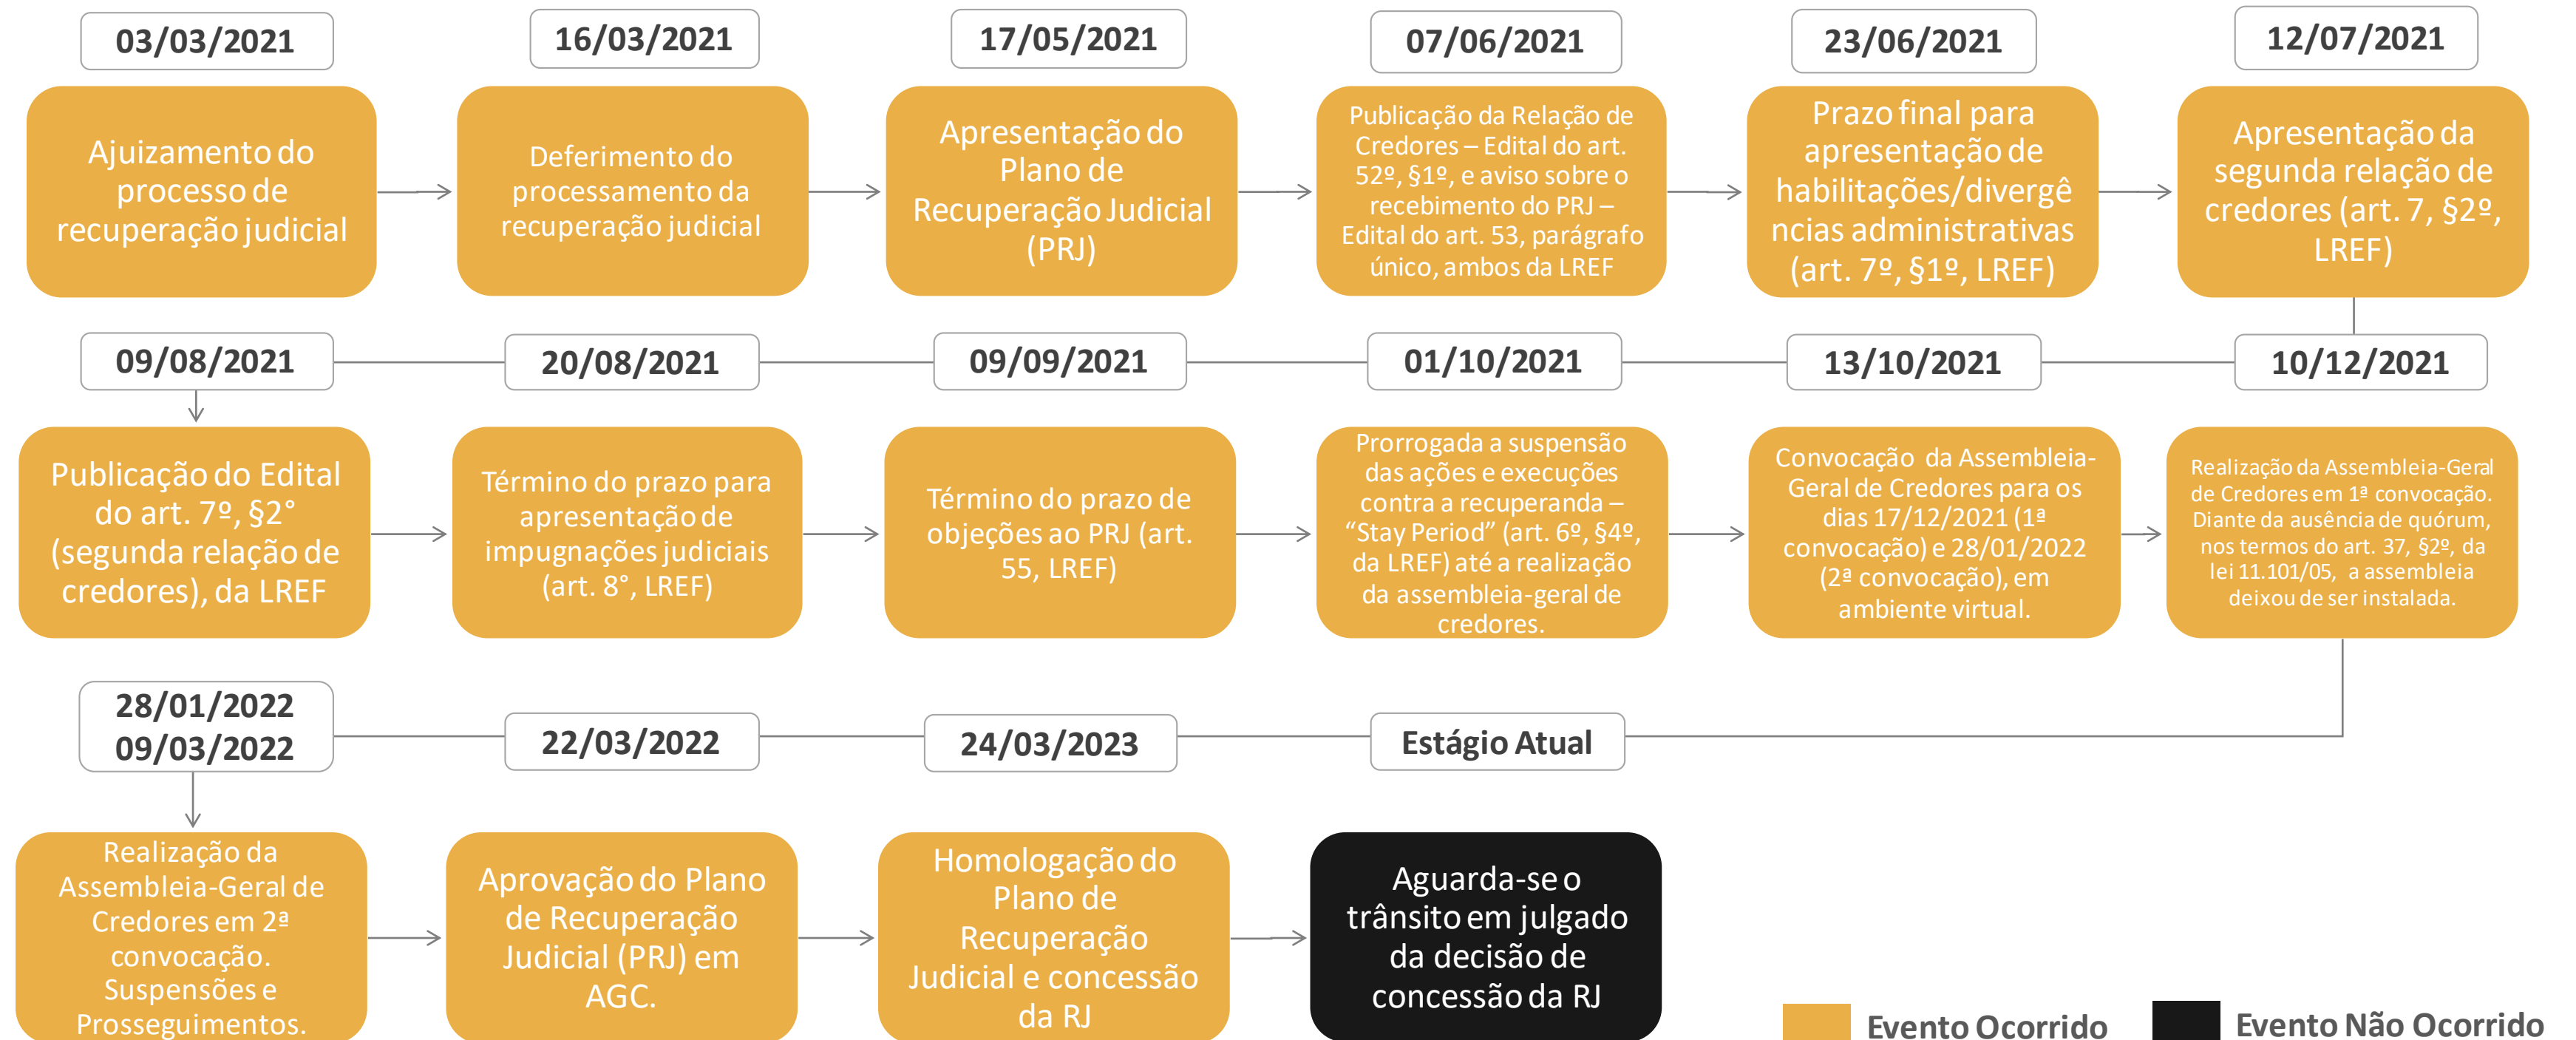 03/03/2021
16/03/2021
17/05/2021
07/06/2021
23/06/2021
12/07/2021
Ajuizamento do
processo de
recuperação judicial
Deferimento do
processamento da
recuperação judicial
Apresentação do
Plano de
Recuperação Judicial
(PRJ)
Publicação da Relação de
Credores – Edital do art.
52º, §1º, e aviso sobre o
recebimento do PRJ –
Edital do art. 53, parágrafo
único, ambos da LREF
Prazo final para
apresentação de
habilitações/divergê
ncias administrativas
(art. 7º, §1º, LREF)
Apresentação da
segunda relação de
credores (art. 7, §2º,
LREF)
09/08/2021
20/08/2021
09/09/2021
01/10/2021
13/10/2021
10/12/2021
Publicação do Edital
do art. 7º, §2°
(segunda relação de
credores), da LREF
Término do prazo para
apresentação de
impugnações judiciais
(art. 8°, LREF)
Término do prazo de
objeções ao PRJ (art.
55, LREF)
Prorrogada a suspensão
das ações e execuções
contra a recuperanda –
“Stay Period” (art. 6º, §4º,
da LREF) até a realização
da assembleia-geral de
credores.
Convocação da Assembleia-
Geral de Credores para os
dias 17/12/2021 (1ª
convocação) e 28/01/2022
(2ª convocação), em
ambiente virtual.
Realização da Assembleia-Geral
de Credores em 1ª convocação.
Diante da ausência de quórum,
nos termos do art. 37, §2º, da
lei 11.101/05, a assembleia
deixou de ser instalada.
28/01/2022
09/03/2022
22/03/2022
24/03/2023
Estágio Atual
Realização da
Assembleia-Geral de
Credores em 2ª
convocação.
Suspensões e
Prosseguimentos.
Aprovação do Plano
de Recuperação
Judicial (PRJ) em
AGC.
Homologação do
Plano de
Recuperação
Judicial e concessão
da RJ
Aguarda-se o
trânsito em julgado
da decisão de
concessão da RJ
Evento Ocorrido
Evento Não Ocorrido